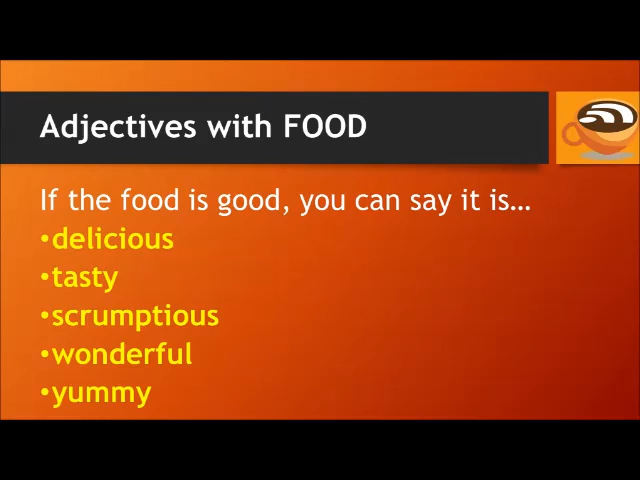 Adjectives with FOOD
If the food is good, you can say it is…
•delicious
•tasty
•scrumptious
•wonderful
•yummy